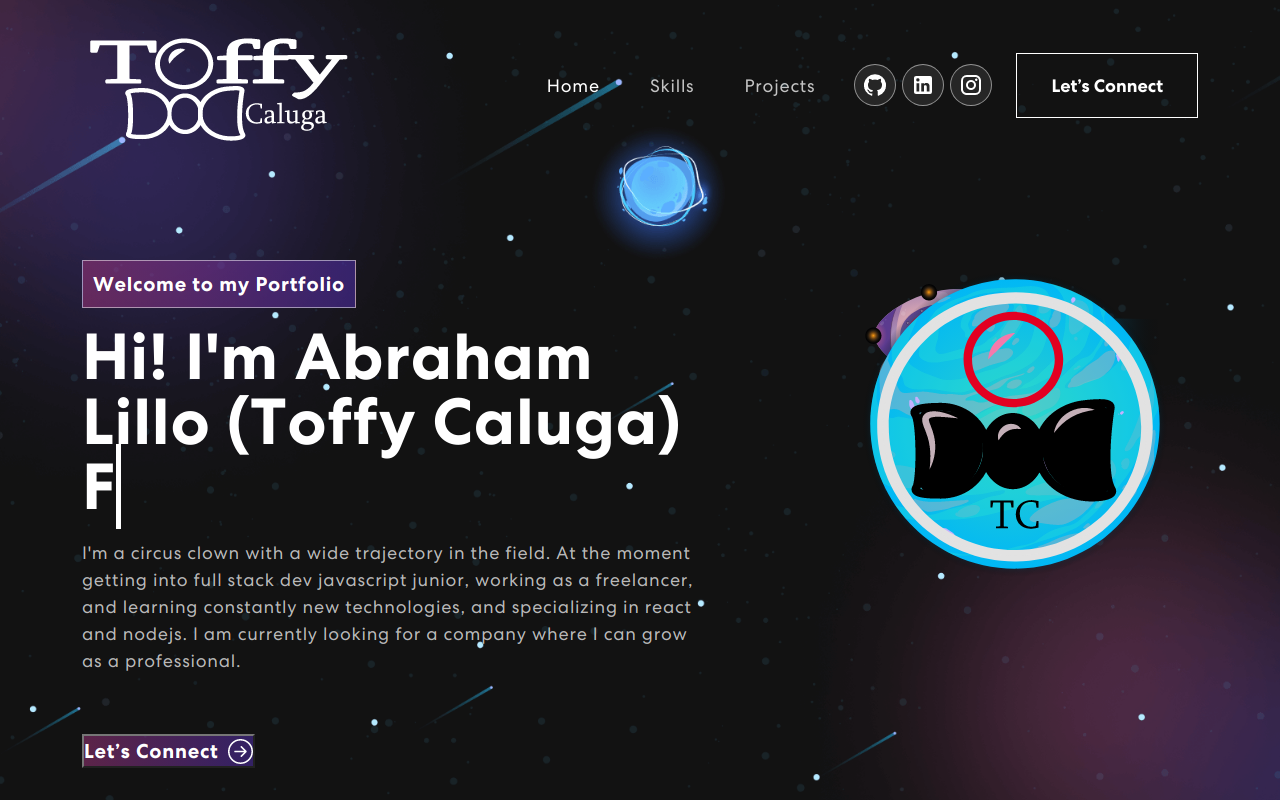 Toffy
Caluga
Home
Skills
Projects
Let's Connect
Welcome to my Portfolio
Hi! I'm Abraham
Lillo (Toffy Caluga)
F
I'm a circus clown with a wide trajectory in the field. At the moment
getting into full stack dev javascript junior, working as a freelancer,
and learning constantly new technologies, and specializing in react
and nodejs. I am currently looking for a company where I can grow
as a professional.
Let's Connect
TC